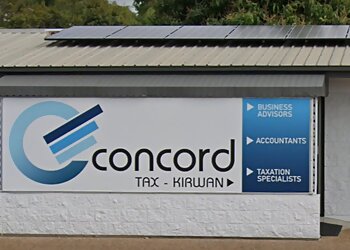 concord
TAX - KIRWAN
BUSINESS
ADVISORS
ACCOUNTANTS
TAXATION
SPECIALISTS